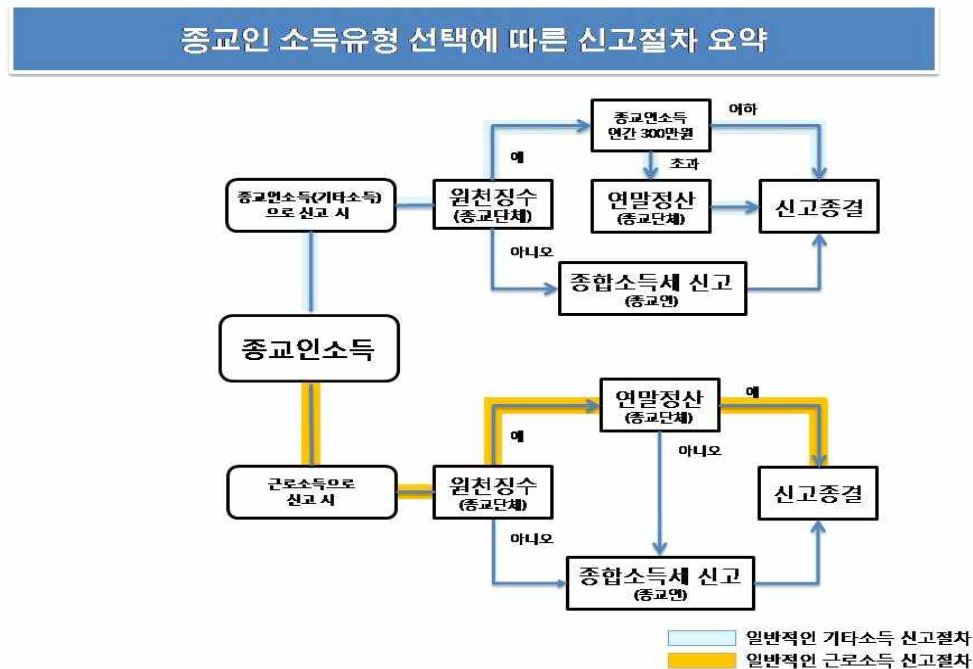 종교인 소득유형 선택에 따른 신고절차 요약
종교인소득
연간 300만원
이하
예
초과
종교인소득(기타소득)
으로 신고 시
원천징수
(종교단체)
연말정산
(종교단체)
신고종결
아니오
종합소득세 신고
(종교인)
종교인소득
연말정산
(종교단체)
예
예
아니오
근로소득으로
신고 시
원천징수
(종교단체)
신고종결
아니오
종합소득세 신고
(종교인)
일반적인 기타소득 신고절차
일반적인 근로소득 신고절차